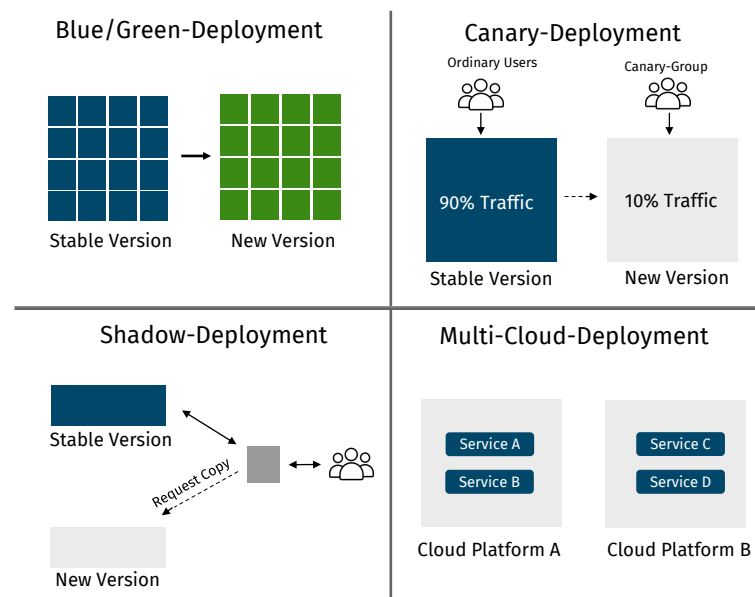 Blue/Green-Deployment
Stable Version
New Version
Canary-Deployment
Ordinary Users
Canary-Group
90% Traffic
10% Traffic
Stable Version
New Version
Shadow-Deployment
Stable Version
Request Copy
New Version
Multi-Cloud-Deployment
Service A
Service B
Cloud Platform A
Service C
Service D
Cloud Platform B